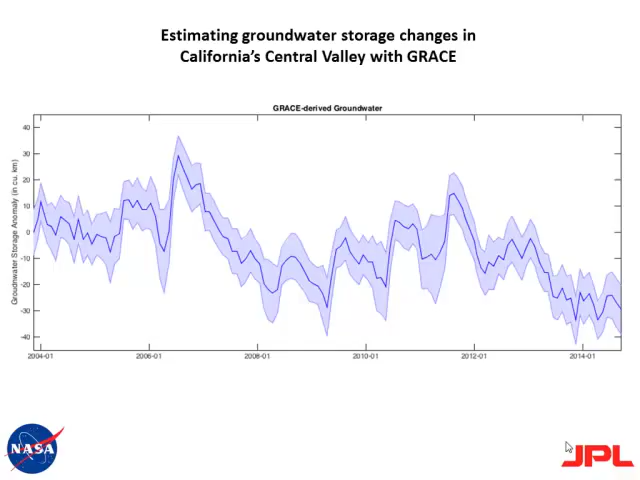 Estimating groundwater storage changes in
California's Central Valley with GRACE
GRACE-derived Groundwater
Groudnwater Storage Anomaly (in cu. km)
40
30
20
10
0
-10
-20
-30
-40
2004-01 2006-01 2008-01 2010-01 2012-01 2014-01
NASA
JPL